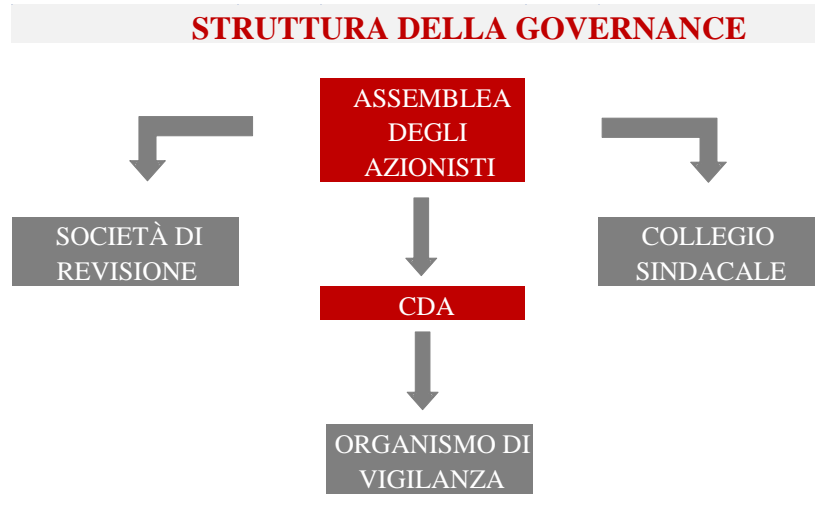 STRUTTURA DELLA GOVERNANCE
ASSEMBLEA
DEGLI
AZIONISTI
SOCIETÀ DI
REVISIONE
COLLEGIO
SINDACALE
CDA
ORGANISMO DI
VIGILANZA